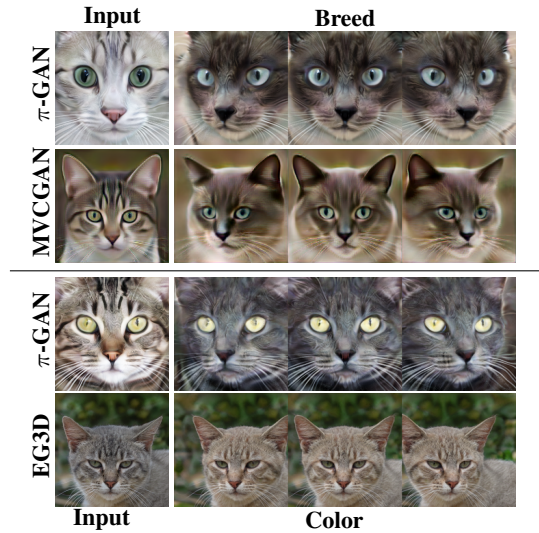 Input
Breed
π-GAN
MVCGAN
π-GAN
EG3D
Input
Color